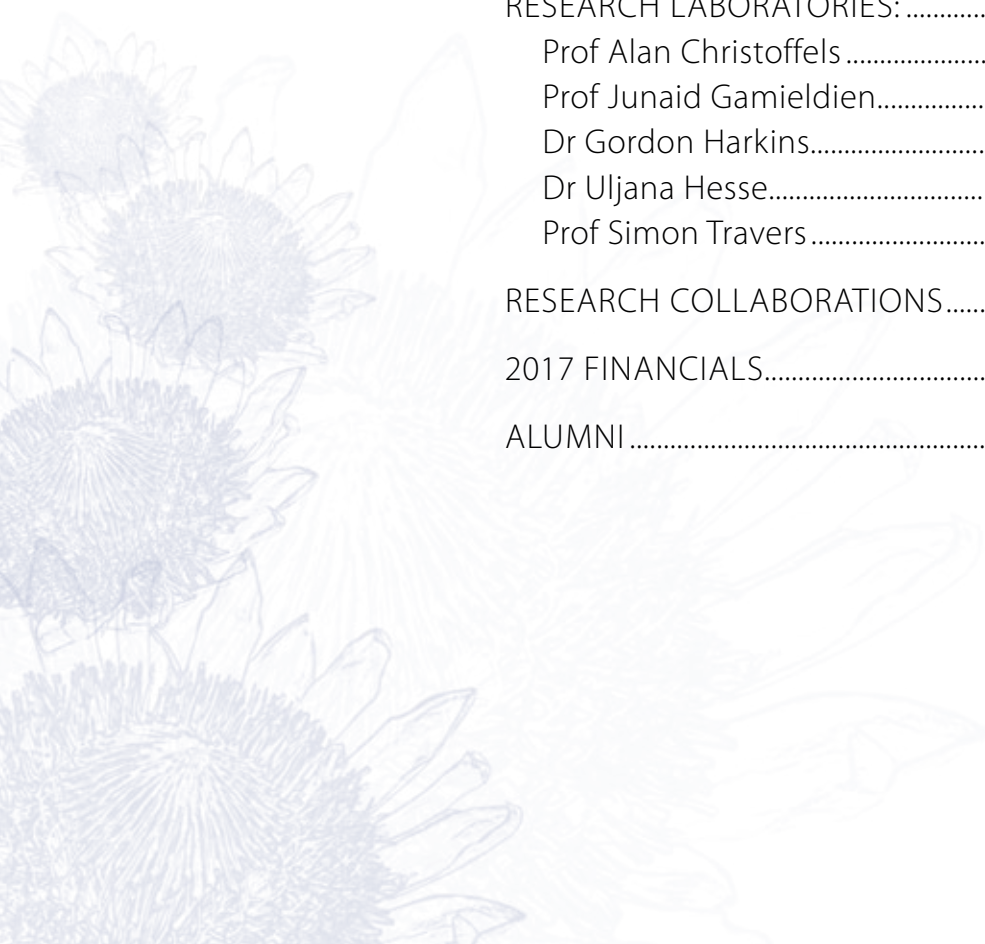 RESEARCH LABORATORIES: ............
Prof Alan Christoffels .....................
Prof Junaid Gamieldien................
Dr Gordon Harkins..........................
Dr Uljana Hesse................................
Prof Simon Travers ..........................
RESEARCH COLLABORATIONS......
2017 FINANCIALS.................................
ALUMNI .....................................................